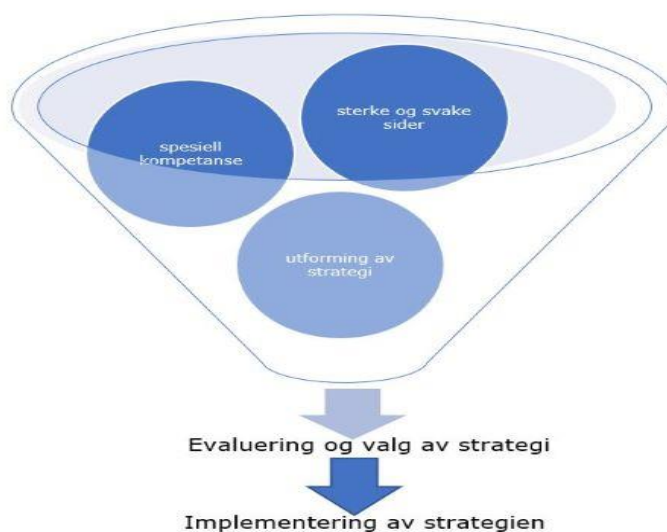 sterke og svake
sider
spesiell
kompetanse
utforming av
strategi
Evaluering og valg av strategi
Implementering av strategien